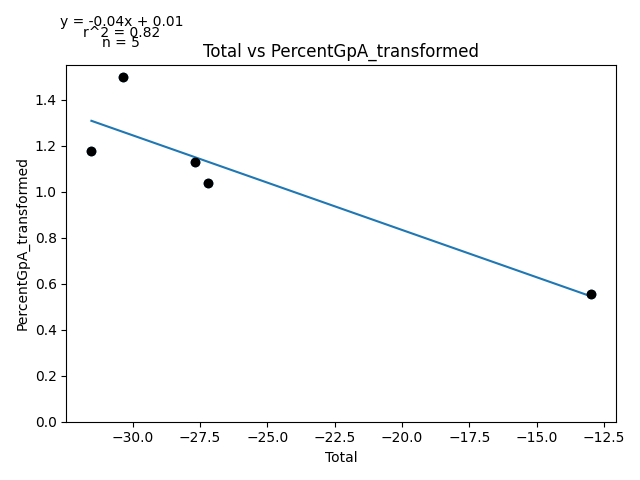 y = -0.04x + 0.01
r^2 = 0.82
n = 5
Total vs PercentGpA_transformed
PercentGpA_transformed
1.4
1.2
1.0
0.8
0.6
0.4
0.2
0.0
−30.0 −27.5 −25.0 −22.5 −20.0 −17.5 −15.0 −12.5
Total